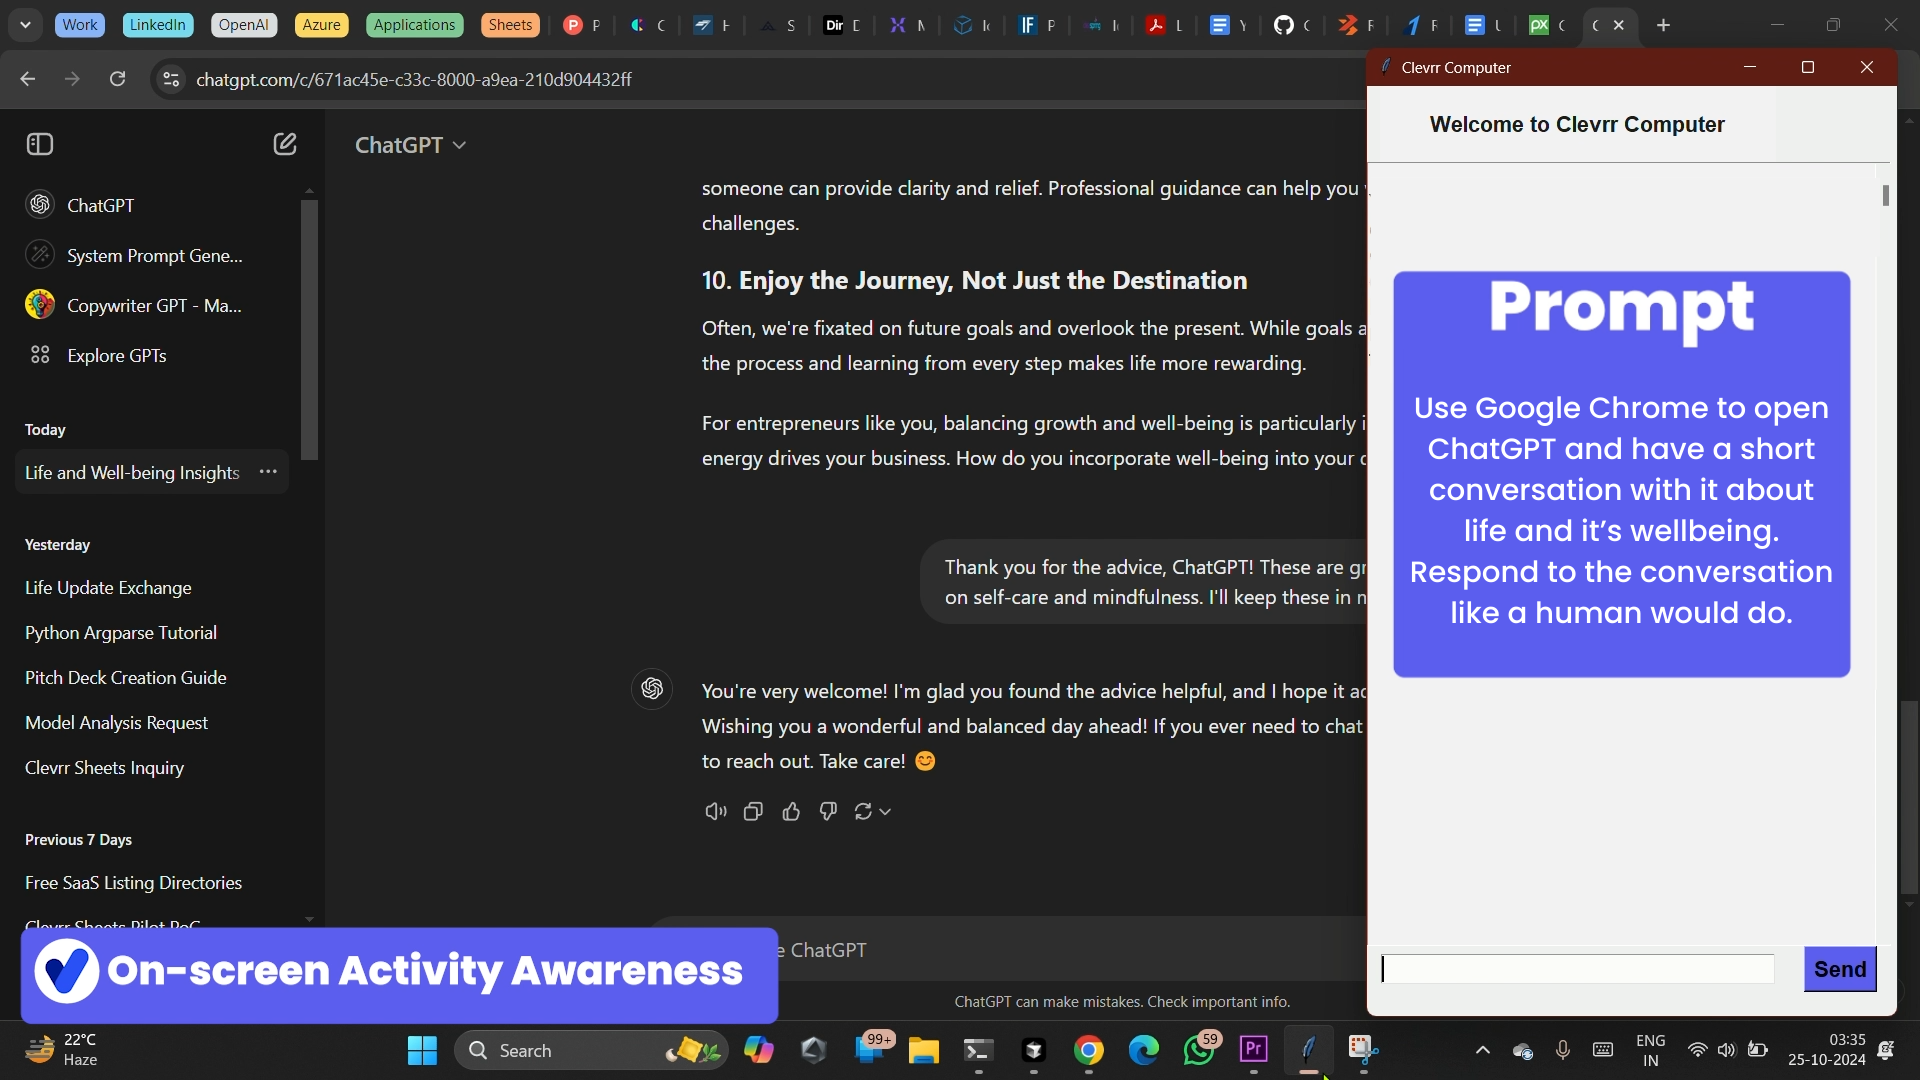 Work
LinkedIn
OpenAI
Azure
Applications
Sheets
chatgpt.com/c/671ac45e-c33c-8000-a9ea-210d904432ff
ChatGPT
System Prompt Gene...
Copywriter GPT - Ma...
Explore GPTs
Today
Life and Well-being Insights
Yesterday
Life Update Exchange
Python Argparse Tutorial
Pitch Deck Creation Guide
Model Analysis Request
Clevrr Sheets Inquiry
Previous 7 Days
Free SaaS Listing Directories
Clevrr Sheets Pilot PoC
ChatGPT
someone can provide clarity and relief. Professional guidance can help you
challenges.
10. Enjoy the Journey, Not Just the Destination
Often, we're fixated on future goals and overlook the present. While goals a
the process and learning from every step makes life more rewarding.
For entrepreneurs like you, balancing growth and well-being is particularly i
energy drives your business. How do you incorporate well-being into your
Thank you for the advice, ChatGPT! These are gr
on self-care and mindfulness. I'll keep these in
You're very welcome! I'm glad you found the advice helpful, and I hope it
Wishing you a wonderful and balanced day ahead! If you ever need to chat
to reach out. Take care! 😊
e ChatGPT
ChatGPT can make mistakes. Check important info.
Clevrr Computer
Welcome to Clevrr Computer
Prompt
Use Google Chrome to open
ChatGPT and have a short
conversation with it about
life and it's wellbeing.
Respond to the conversation
like a human would do.
Send
On-screen Activity Awareness
22°C
Haze
Search
99+
59
Pr
ENG
IN
03:35
25-10-2024